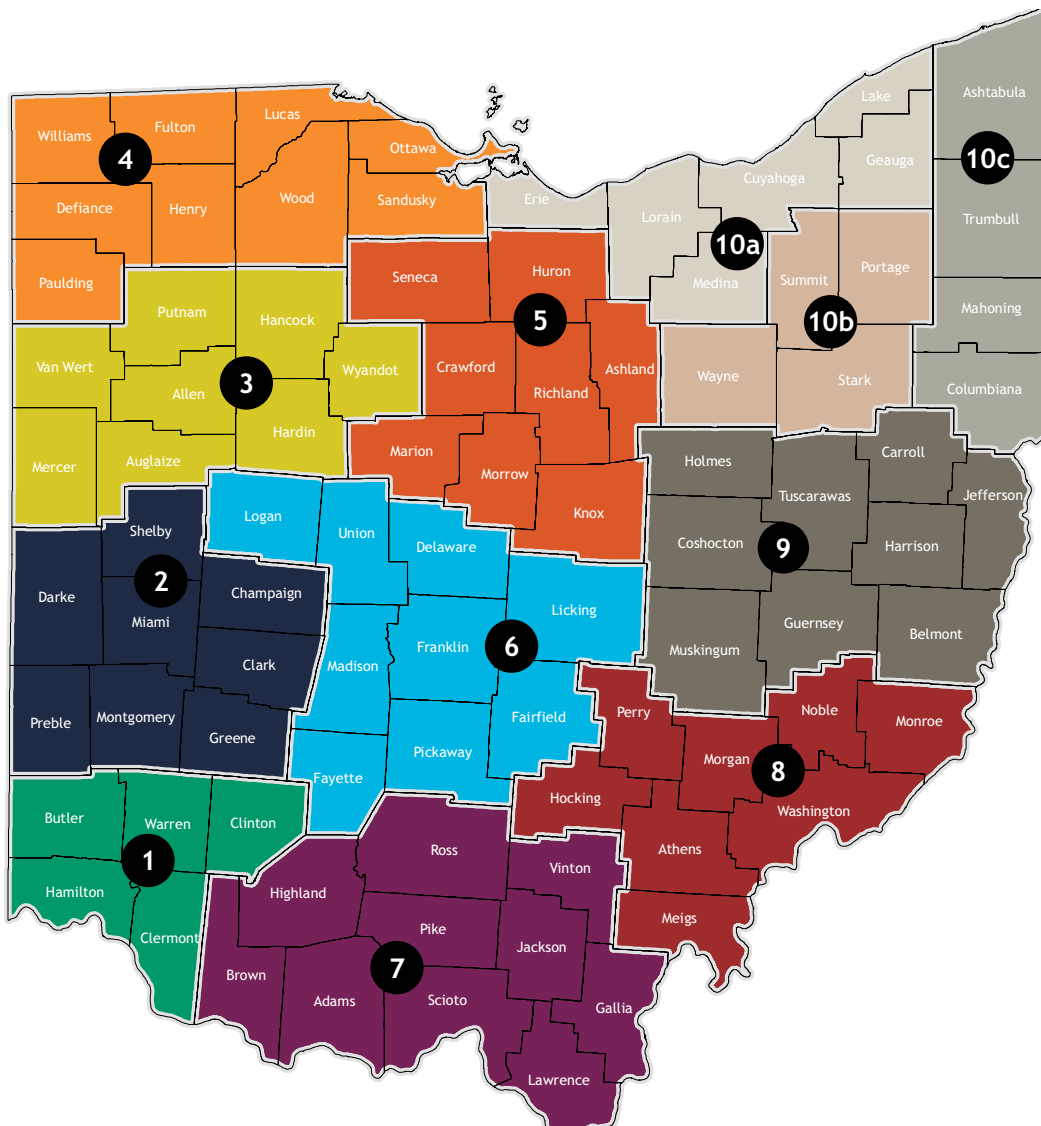 Lake
Ashtabula
Lucas
Fulton
Williams
4
Ottawa
10c
Geauga
Cuyahoga
Defiance
Henry
Wood
Sandusky
Erie
Lorain
Trumbull
10a
Paulding
Seneca
Huron
Medina
Summit
Portage
Putnam
Hancock
5
10b
Mahoning
Van Wert
3
Wyandot
Crawford
Ashland
Wayne
Stark
Allen
Richland
Columbiana
Hardin
Mercer
Auglaize
Marion
Morrow
Holmes
Carroll
Tuscarawas
Jefferson
Logan
Knox
Shelby
Union
Delaware
Coshocton
9
Harrison
2
Darke
Champaign
Licking
Miami
Guernsey
Belmont
Clark
Madison
Franklin
6
Muskingum
Preble
Montgomery
Greene
Fairfield
Perry
Noble
Monroe
Pickaway
Morgan
8
Fayette
Hocking
Washington
Butler
Warren
Clinton
1
Ross
Athens
Vinton
Hamilton
Highland
Meigs
Clermont
Pike
Jackson
Brown
7
Adams
Scioto
Gallia
Lawrence